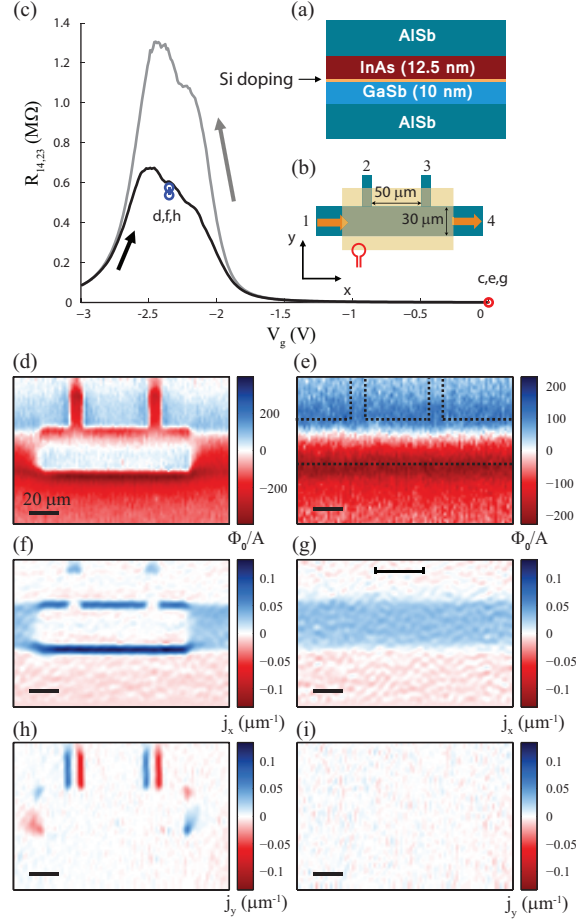 (c)
(a)
AlSb
InAs (12.5 nm)
Si doping
GaSb (10 nm)
AlSb
R14,23 (MΩ)
1.4
1.2
1.0
0.8
0.6
0.4
0.2
0
d,f,h
(b)
2
3
50 μm
1
30 μm
4
y
x
c,e,g
−3
−2.5
−2
−1.5
−1
−0.5
0
Vg (V)
(d)
200
0
−200
20 μm
Φ0/A
(e)
200
100
0
−100
−200
Φ0/A
(f)
0.1
0.05
0
−0.05
−0.1
jx (μm⁻¹)
(g)
0.1
0.05
0
−0.05
−0.1
jx (μm⁻¹)
(h)
0.1
0.05
0
−0.05
−0.1
jy (μm⁻¹)
(i)
0.1
0.05
0
−0.05
−0.1
jy (μm⁻¹)